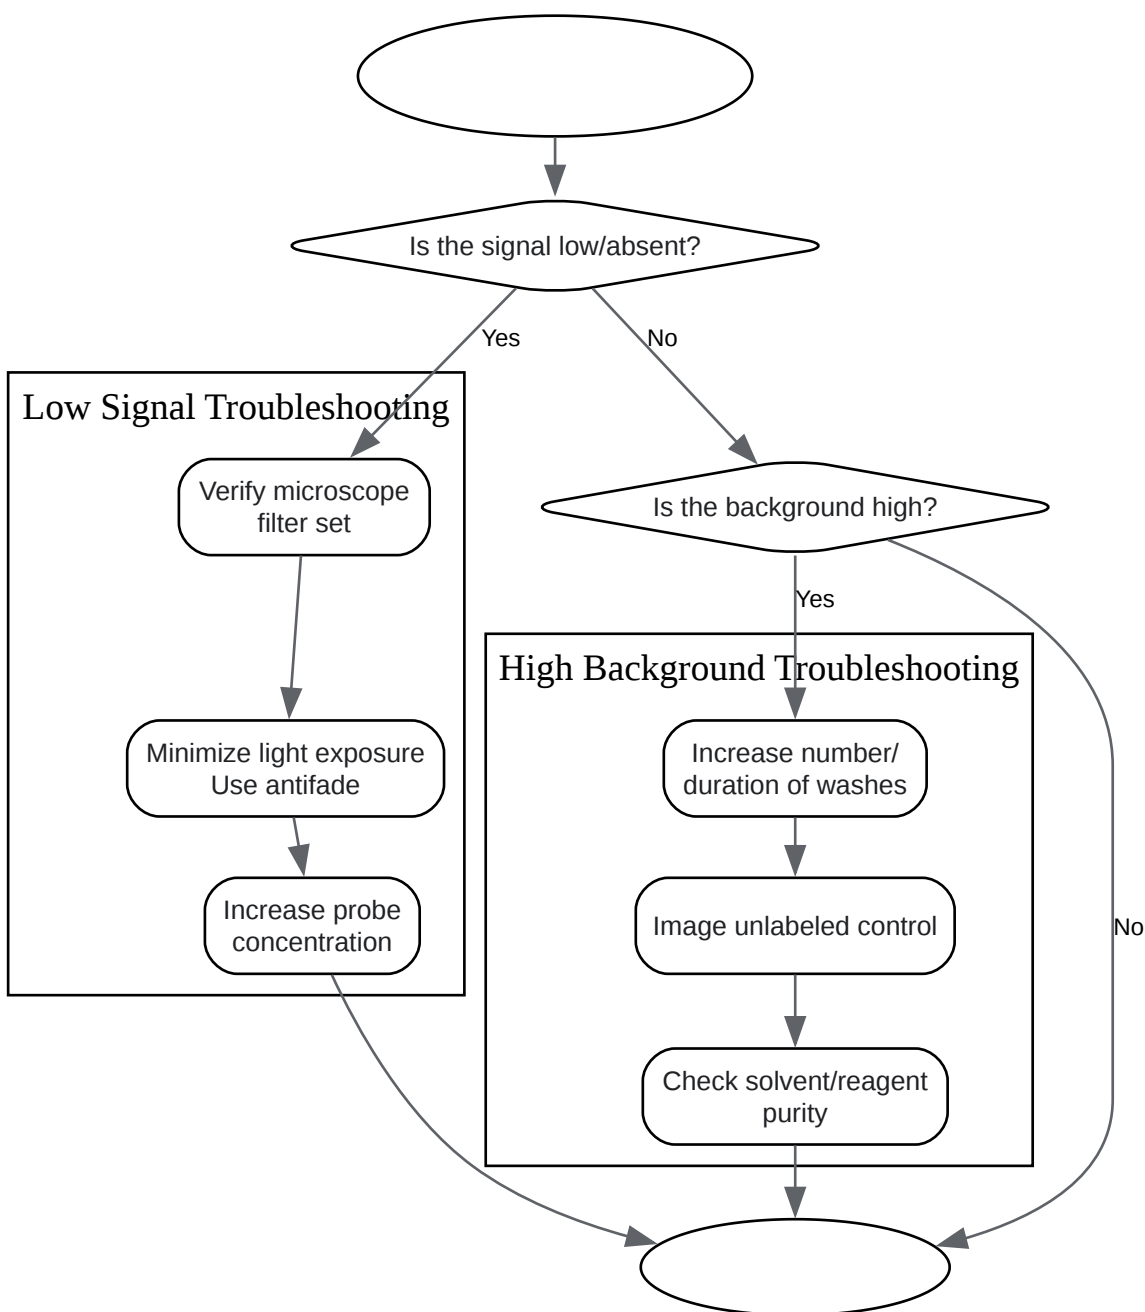 Is the signal low/absent?
Yes
No
Low Signal Troubleshooting
Verify microscope
filter set
Is the background high?
Yes
High Background Troubleshooting
Minimize light exposure
Use antifade
Increase number/
duration of washes
Increase probe
concentration
Image unlabeled control
No
Check solvent/reagent
purity